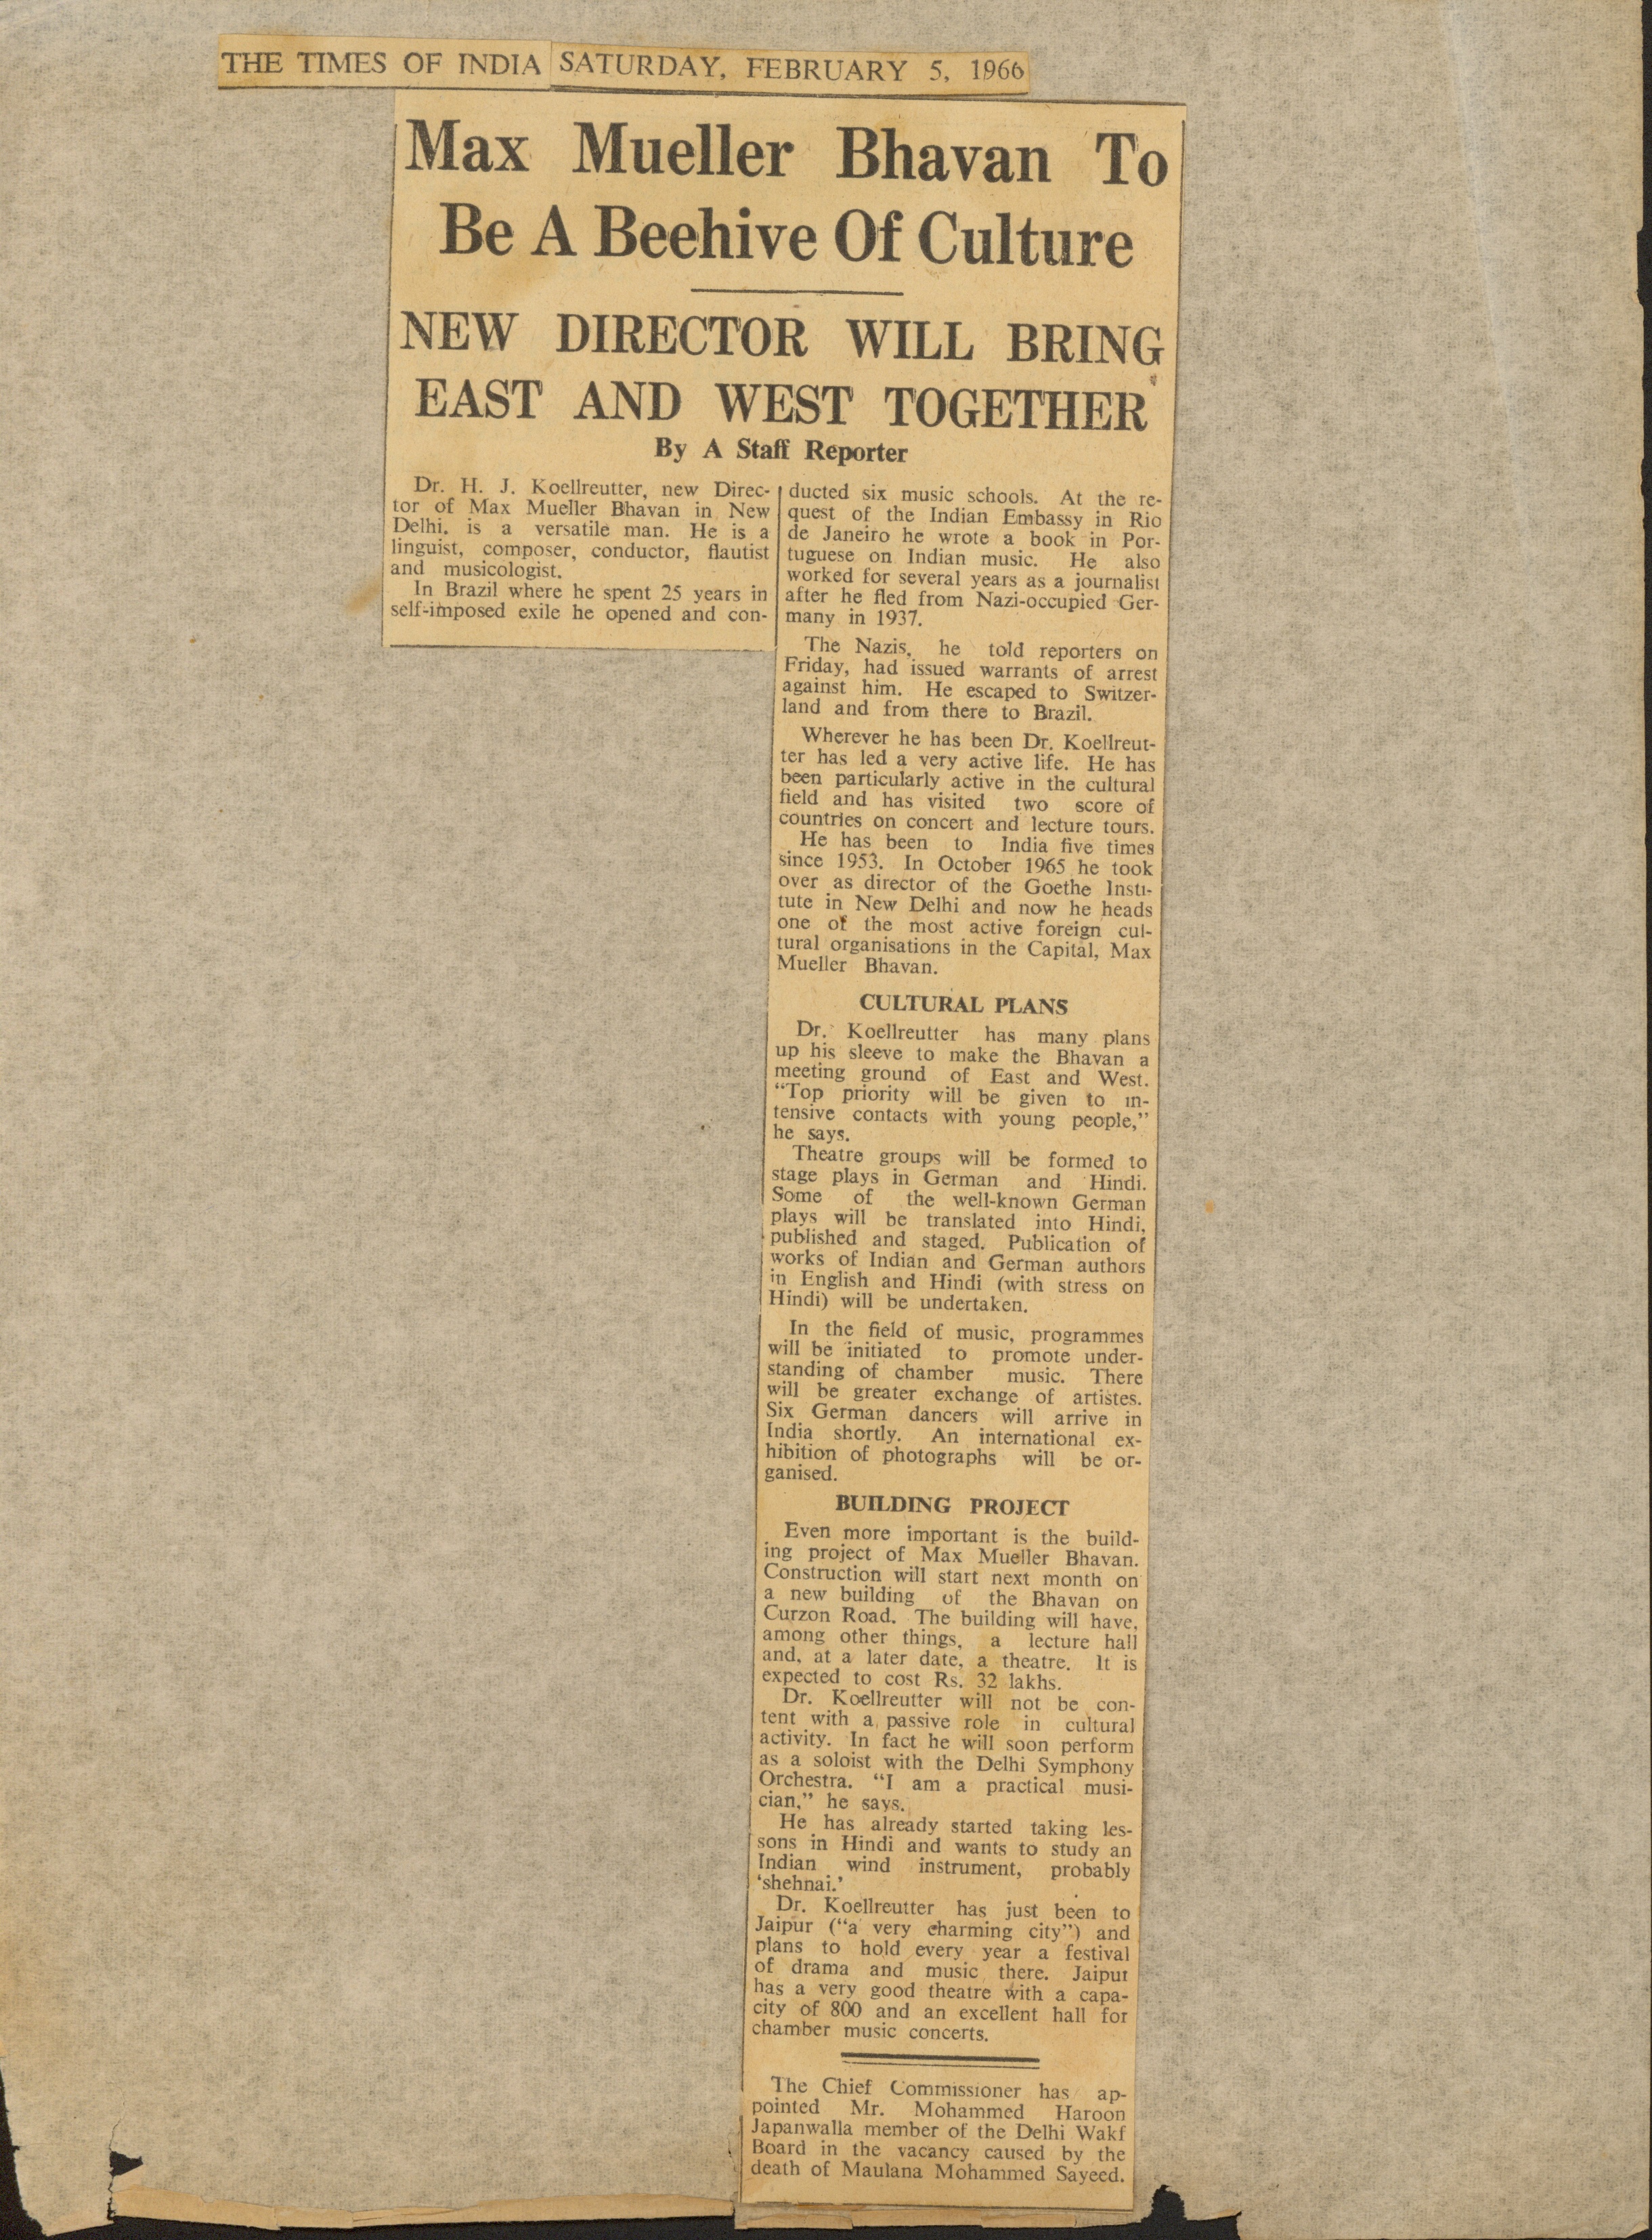 THE TIMES OF INDIA SATURDAY, FEBRUARY 5, 1966
Max Mueller Bhavan To
Be A Beehive Of Culture
NEW DIRECTOR WILL BRING
EAST AND WEST TOGETHER
By A Staff Reporter
Dr. H. J. Koellreutter, new Direc-
tor of Max Mueller Bhavan in New
Delhi, is a versatile man. He is a
linguist, composer, conductor, flautist
and musicologist.
In Brazil where he spent 25 years in
self-imposed exile he opened and con-
ducted six music schools. At the re-
quest of the Indian Embassy in Rio
de Janeiro he wrote a book in Por-
tuguese on Indian music. He also
worked for several years as a journalist
after he fled from Nazi-occupied Ger-
many in 1937.
The Nazis, he told reporters on
Friday, had issued warrants of arrest
against him. He escaped to Switzer-
land and from there to Brazil.
Wherever he has been Dr. Koellreut-
ter has led a very active life. He has
been particularly active in the cultural
field and has visited two score of
countries on concert and lecture tours.
He has been to India five times
since 1953. In October 1965 he took
over as director of the Goethe Insti-
tute in New Delhi and now he heads
one of the most active foreign cul-
tural organisations in the Capital, Max
Mueller Bhavan.
CULTURAL PLANS
Dr. Koellreutter has many plans
up his sleeve to make the Bhavan a
meeting ground of East and West.
“Top priority will be given to in-
tensive contacts with young people,”
he says.
Theatre groups will be formed to
stage plays in German and Hindi.
Some of the well-known German
plays will be translated into Hindi,
published and staged. Publication of
works of Indian and German authors
in English and Hindi (with stress on
Hindi) will be undertaken.
In the field of music, programmes
will be initiated to promote under-
standing of chamber music. There
will be greater exchange of artistes.
Six German dancers will arrive in
India shortly. An international ex-
hibition of photographs will be or-
ganised.
BUILDING PROJECT
Even more important is the build-
ing project of Max Mueller Bhavan.
Construction will start next month on
a new building of the Bhavan on
Curzon Road. The building will have,
among other things, a lecture hall
and, at a later date, a theatre. It is
expected to cost Rs. 32 lakhs.
Dr. Koellreutter will not be con-
tent with a passive role in cultural
activity. In fact he will soon perform
as a soloist with the Delhi Symphony
Orchestra. “I am a practical musi-
cian,” he says.
He has already started taking les-
sons in Hindi and wants to study an
Indian wind instrument, probably
‘shehnai.’
Dr. Koellreutter has just been to
Jaipur (“a very charming city”) and
plans to hold every year a festival
of drama and music there. Jaipur
has a very good theatre with a capa-
city of 800 and an excellent hall for
chamber music concerts.
The Chief Commissioner has ap-
pointed Mr. Mohammed Haroon
Japanwalla member of the Delhi Wakf
Board in the vacancy caused by the
death of Maulana Mohammed Sayeed.